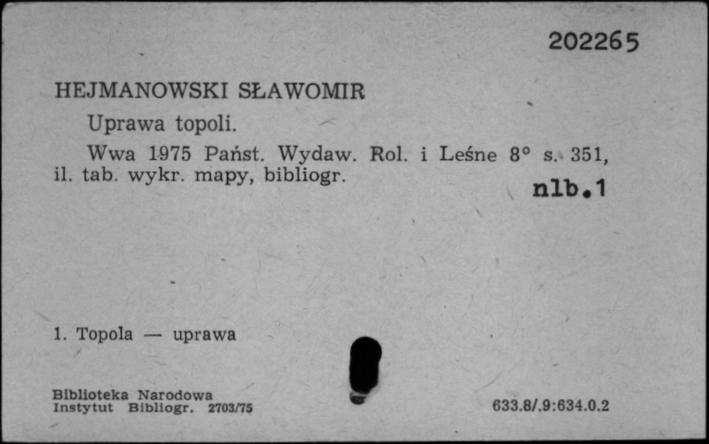 202265
HEJMANOWSKI SŁAWOMIR
Uprawa topoli.
Wwa 1975 Państ. Wydaw. Rol. i Leśne 8° s. 351,
il. tab. wykr. mapy, bibliogr.
nlb.1
1. Topola — uprawa
Biblioteka Narodowa
Instytut Bibliogr. 2703/75
633.8/.9:634.0.2